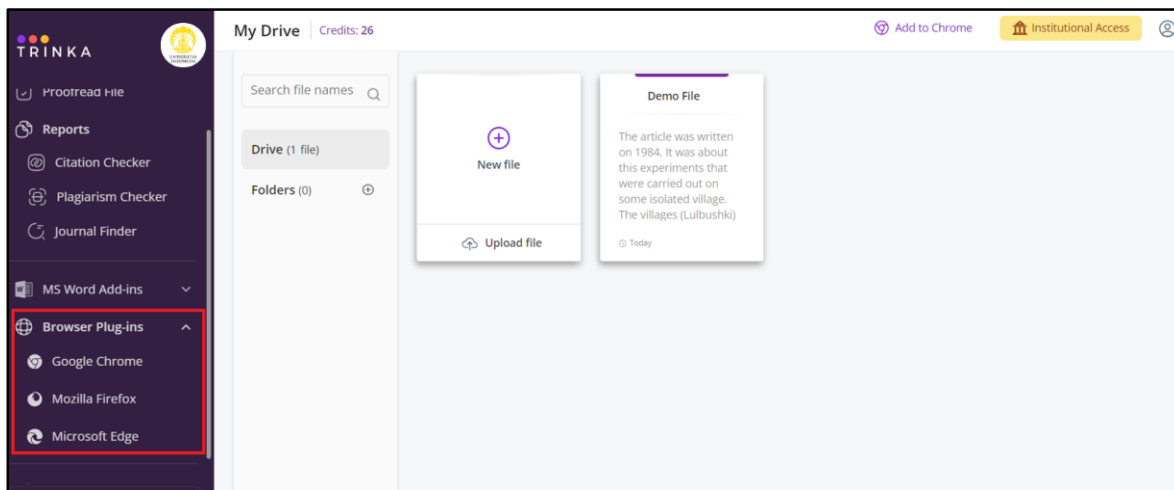 TRINKA
UNIVERSITAS
INDONESIA
Proofread File
Reports
Citation Checker
Plagiarism Checker
Journal Finder
MS Word Add-ins
Browser Plug-ins
Google Chrome
Mozilla Firefox
Microsoft Edge
My Drive
Credits: 26
Add to Chrome
Institutional Access
Search file names
Drive (1 file)
Folders (0)
New file
Upload file
Demo File
The article was written
on 1984. It was about
this experiments that
were carried out on
some isolated village.
The villages (Lulbushki)
Today